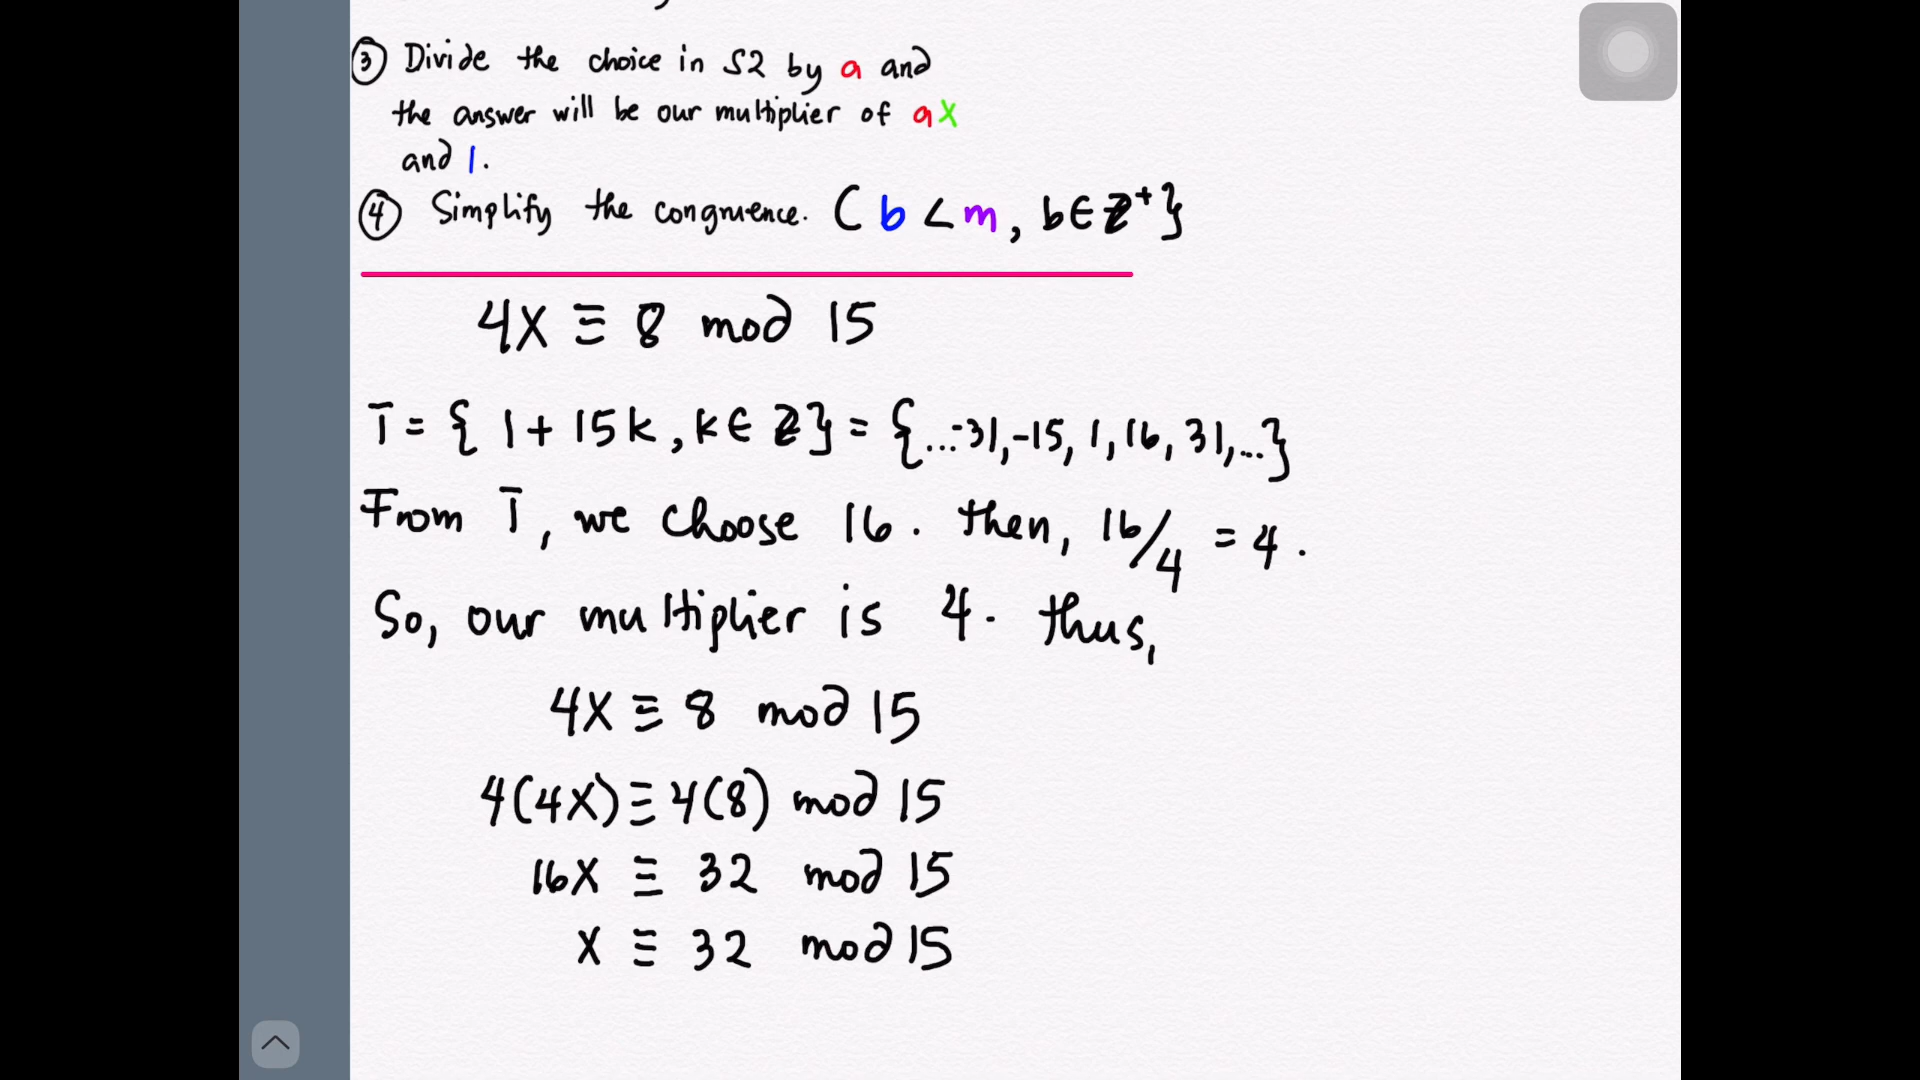 ③ Divide the choice in S2 by a and
the answer will be our multiplier of ax
and 1.
④ Simplify the congruence. ( b < m, b ∈ Z⁺}
4x ≡ 8 mod 15
T = { 1 + 15k, k ∈ Z} = {...-31, -15, 1, 16, 31, ...}
From T, we choose 16. then, 16/4 = 4.
So, our multiplier is 4. thus,
4x ≡ 8 mod 15
4(4x) ≡ 4(8) mod 15
16x ≡ 32 mod 15
x ≡ 32 mod 15